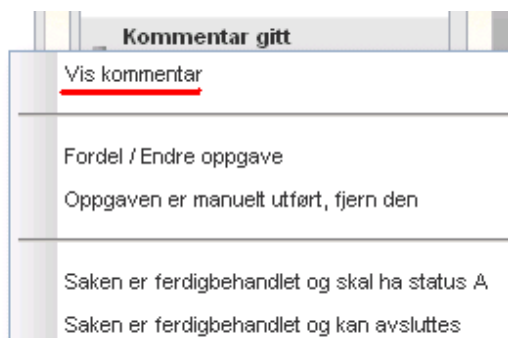 Kommentar gitt
Vis kommentar
Fordel / Endre oppgave
Oppgaven er manuelt utført, fjern den
Saken er ferdigbehandlet og skal ha status A
Saken er ferdigbehandlet og kan avsluttes